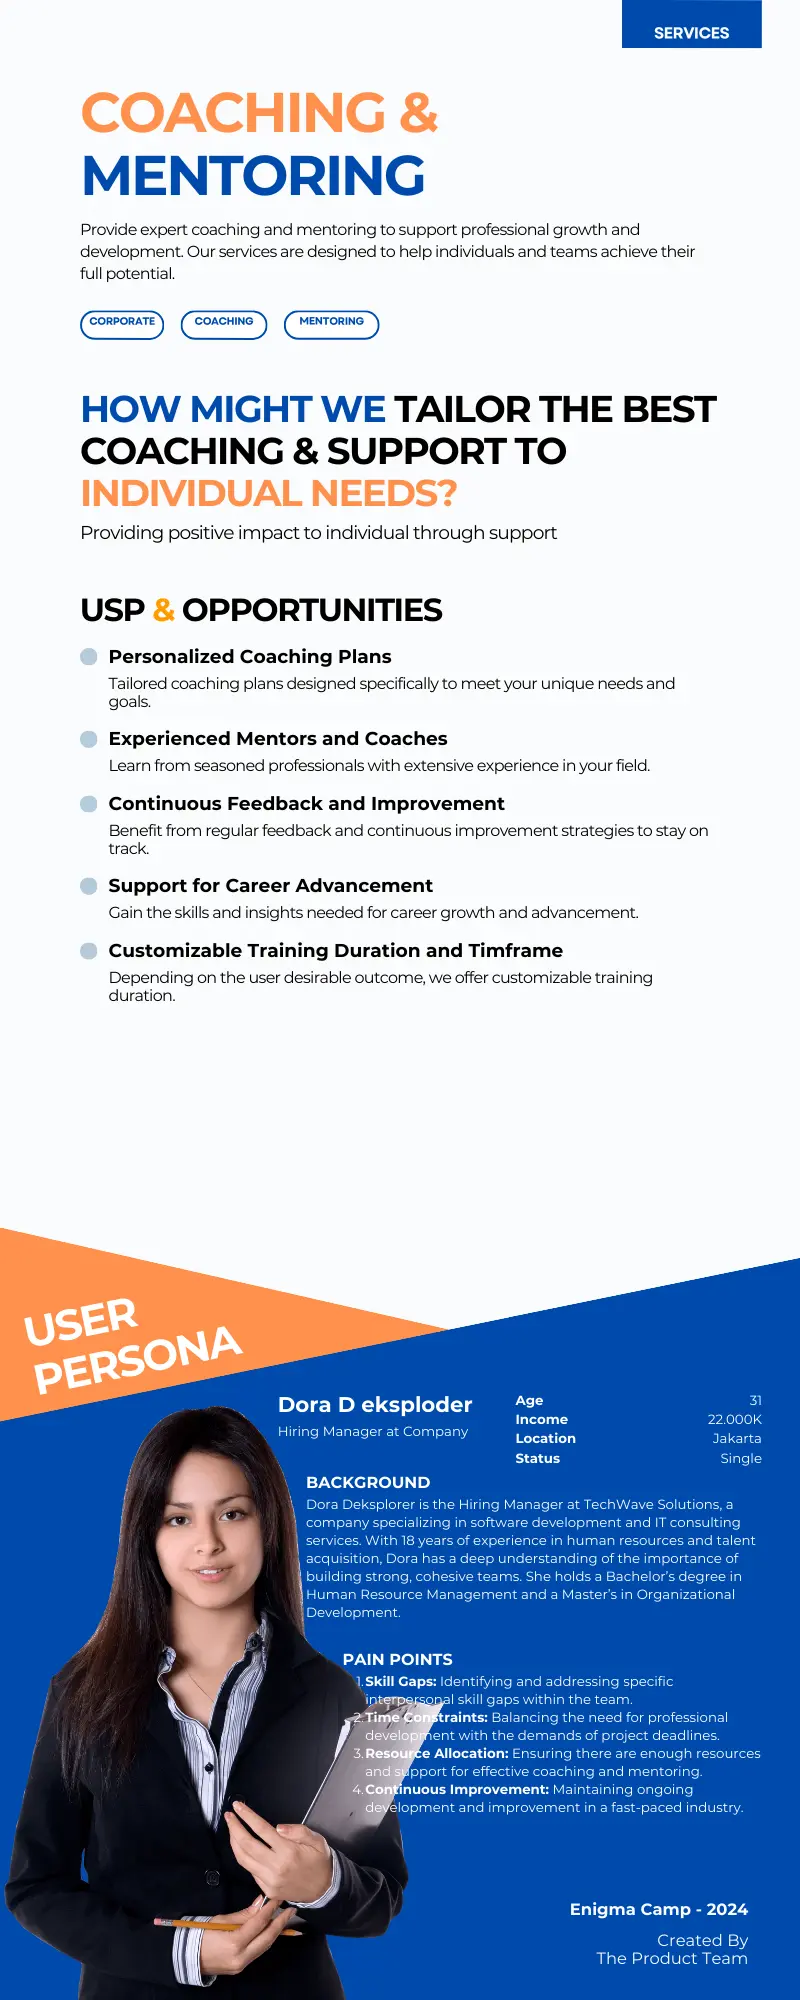 SERVICES
COACHING &
MENTORING
Provide expert coaching and mentoring to support professional growth and
development. Our services are designed to help individuals and teams achieve their
full potential.
CORPORATE
COACHING
MENTORING
HOW MIGHT WE TAILOR THE BEST
COACHING & SUPPORT TO
INDIVIDUAL NEEDS?
Providing positive impact to individual through support
USP & OPPORTUNITIES
Personalized Coaching Plans
Tailored coaching plans designed specifically to meet your unique needs and
goals.
Experienced Mentors and Coaches
Learn from seasoned professionals with extensive experience in your field.
Continuous Feedback and Improvement
Benefit from regular feedback and continuous improvement strategies to stay on
track.
Support for Career Advancement
Gain the skills and insights needed for career growth and advancement.
Customizable Training Duration and Timframe
Depending on the user desirable outcome, we offer customizable training
duration.
USER
PERSONA
Dora D eksploder
Hiring Manager at Company
Age 31
Income 22.000K
Location Jakarta
Status Single
BACKGROUND
Dora Deksplorer is the Hiring Manager at TechWave Solutions, a
company specializing in software development and IT consulting
services. With 18 years of experience in human resources and talent
acquisition, Dora has a deep understanding of the importance of
building strong, cohesive teams. She holds a Bachelor's degree in
Human Resource Management and a Master's in Organizational
Development.
PAIN POINTS
1. Skill Gaps: Identifying and addressing specific
interpersonal skill gaps within the team.
2. Time Constraints: Balancing the need for professional
development with the demands of project deadlines.
3. Resource Allocation: Ensuring there are enough resources
and support for effective coaching and mentoring.
4. Continuous Improvement: Maintaining ongoing
development and improvement in a fast-paced industry.
Enigma Camp - 2024
Created By
The Product Team